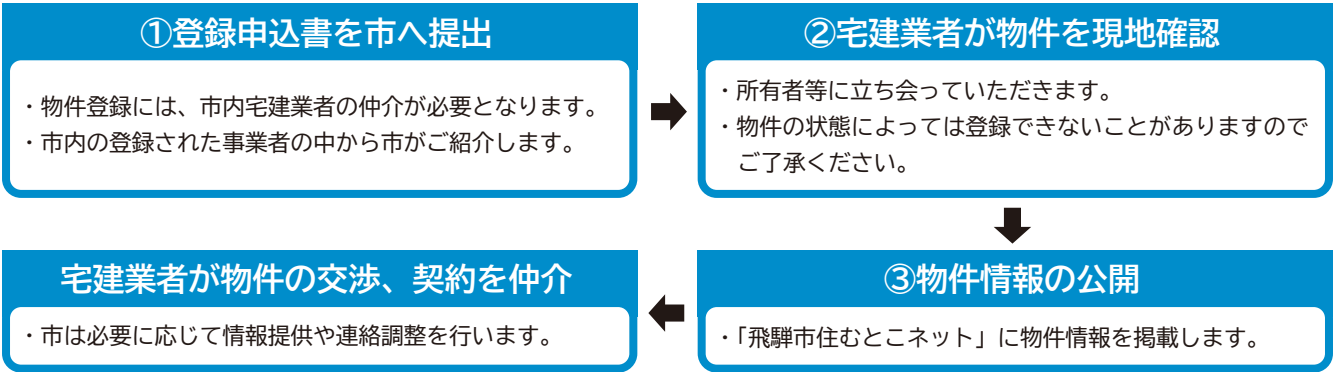 ①登録申込書を市へ提出
・物件登録には、市内宅建業者の仲介が必要となります。
・市内の登録された事業者の中から市がご紹介します。
②宅建業者が物件を現地確認
・所有者等に立ち会っていただきます。
・物件の状態によっては登録できないことがありますので
ご了承ください。
③物件情報の公開
・「飛騨市住むとこネット」に物件情報を掲載します。
宅建業者が物件の交渉、契約を仲介
・市は必要に応じて情報提供や連絡調整を行います。